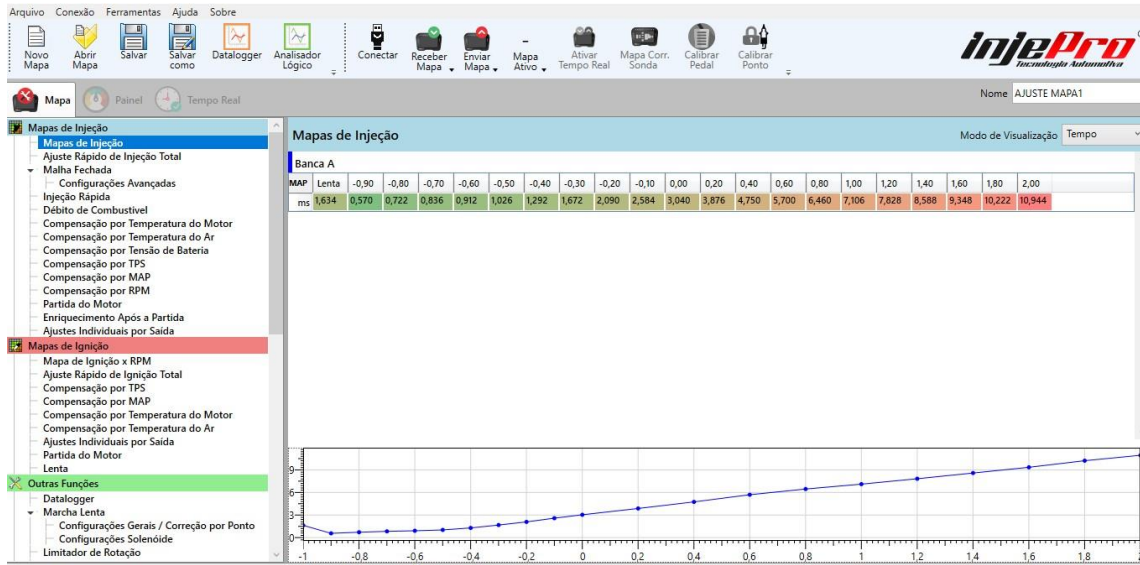 Arquivo Conexão Ferramentas Ajuda Sobre
Novo Mapa
Abrir Mapa
Salvar
Salvar como
Datalogger
Analisador Lógico
Conectar
Receber Mapa
Enviar Mapa
- Mapa Ativo
Ativar Tempo Real
Mapa Corr. Sonda
Calibrar Pedal
Calibrar Ponto
injePro
Tecnologia Automotiva
Mapa Painel Tempo Real
Nome AJUSTE MAPA1
Mapas de Injeção
Mapas de Injeção
Ajuste Rápido de Injeção Total
Malha Fechada
Configurações Avançadas
Injeção Rápida
Débito de Combustivel
Compensação por Temperatura do Motor
Compensação por Temperatura do Ar
Compensação por Tensão de Bateria
Compensação por TPS
Compensação por MAP
Compensação por RPM
Partida do Motor
Enriquecimento Após a Partida
Ajustes Individuais por Saída
Mapas de Ignição
Mapa de Ignição x RPM
Ajuste Rápido de Ignição Total
Compensação por TPS
Compensação por MAP
Compensação por Temperatura do Motor
Compensação por Temperatura do Ar
Ajustes Individuais por Saída
Partida do Motor
Lenta
Outras Funções
Datalogger
Marcha Lenta
Configurações Gerais / Correção por Ponto
Configurações Solenóide
Limitador de Rotação
Mapas de Injeção
Modo de Visualização Tempo
Banca A
MAP Lenta -0,90 -0,80 -0,70 -0,60 -0,50 -0,40 -0,30 -0,20 -0,10 0,00 0,20 0,40 0,60 0,80 1,00 1,20 1,40 1,60 1,80 2,00
ms 1,634 0,570 0,722 0,836 0,912 1,026 1,292 1,672 2,090 2,584 3,040 3,876 4,750 5,700 6,460 7,106 7,828 8,588 9,348 10,222 10,944
9
6
3
0
-1 -0,8 -0,6 -0,4 -0,2 0 0,2 0,4 0,6 0,8 1 1,2 1,4 1,6 1,8 2